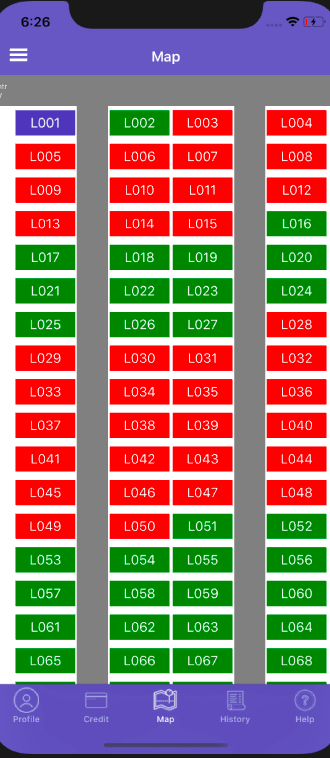 6:26
Map
L001 L002 L003 L004
L005 L006 L007 L008
L009 L010 L011 L012
L013 L014 L015 L016
L017 L018 L019 L020
L021 L022 L023 L024
L025 L026 L027 L028
L029 L030 L031 L032
L033 L034 L035 L036
L037 L038 L039 L040
L041 L042 L043 L044
L045 L046 L047 L048
L049 L050 L051 L052
L053 L054 L055 L056
L057 L058 L059 L060
L061 L062 L063 L064
L065 L066 L067 L068
Profile Credit Map History Help